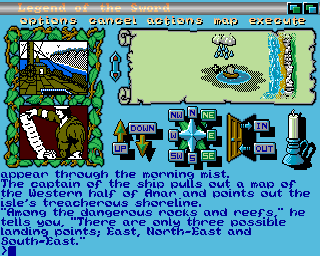 Legend of the Sword
options cancel actions map execute
NW N NE
W E
SW S SE
DOWN
UP
IN
OUT
appear through the morning mist.
The captain of the ship pulls out a map of
the Western half of Anar and points out the
isle's treacherous shoreline.
"Among the dangerous rocks and reefs," he
tells you, "There are only three possible
landing points; East, North-East and
South-East."
>